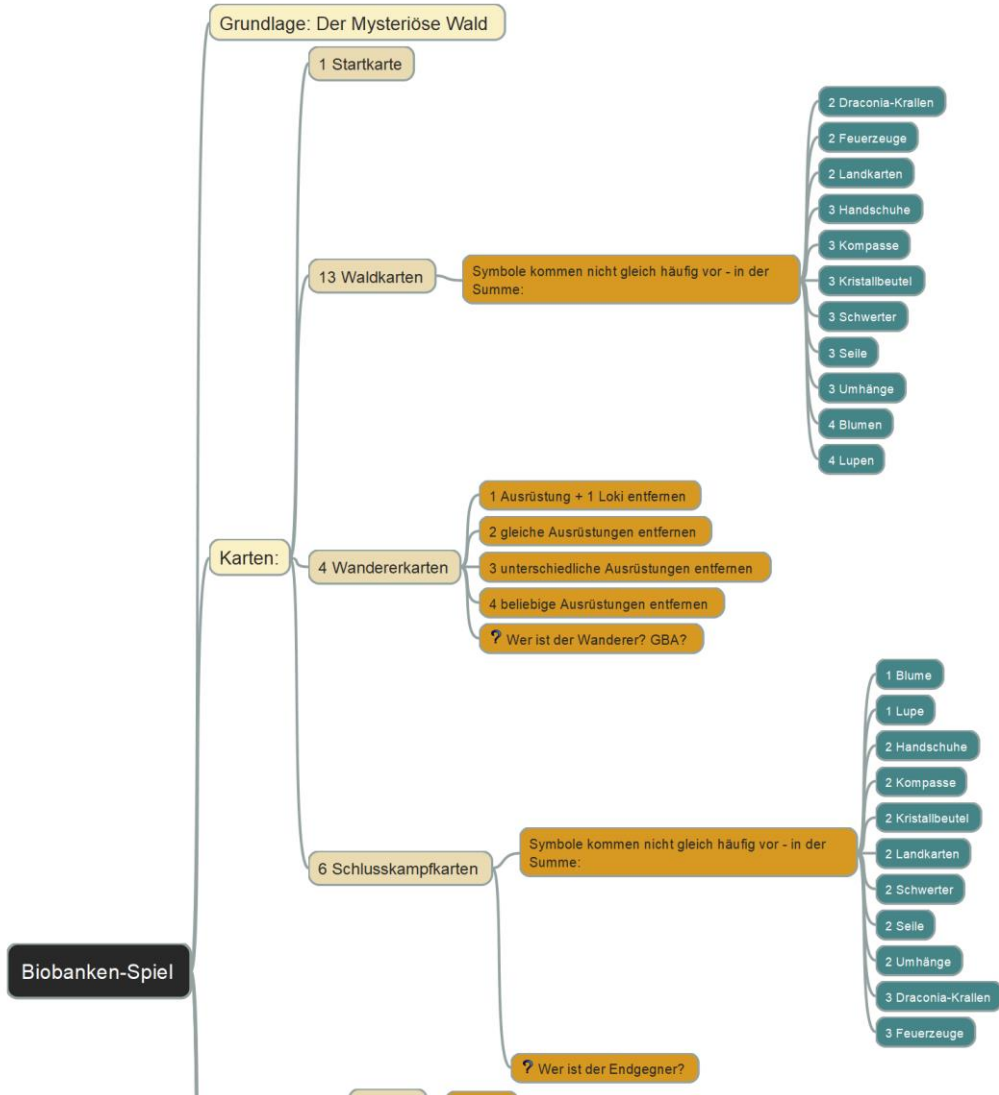 Grundlage: Der Mysteriöse Wald
1 Startkarte
2 Draconia-Krallen
2 Feuerzeuge
2 Landkarten
3 Handschuhe
3 Kompasse
13 Waldkarten
Symbole kommen nicht gleich häufig vor - in der
Summe:
3 Kristallbeutel
3 Schwerter
3 Seile
3 Umhänge
4 Blumen
4 Lupen
Karten:
4 Wandererkarten
1 Ausrüstung + 1 Loki entfernen
2 gleiche Ausrüstungen entfernen
3 unterschiedliche Ausrüstungen entfernen
4 beliebige Ausrüstungen entfernen
? Wer ist der Wanderer? GBA?
6 Schlusskampfkarten
Symbole kommen nicht gleich häufig vor - in der
Summe:
1 Blume
1 Lupe
2 Handschuhe
2 Kompasse
2 Kristallbeutel
2 Landkarten
2 Schwerter
2 Seile
2 Umhänge
3 Draconia-Krallen
3 Feuerzeuge
? Wer ist der Endgegner?
Biobanken-Spiel